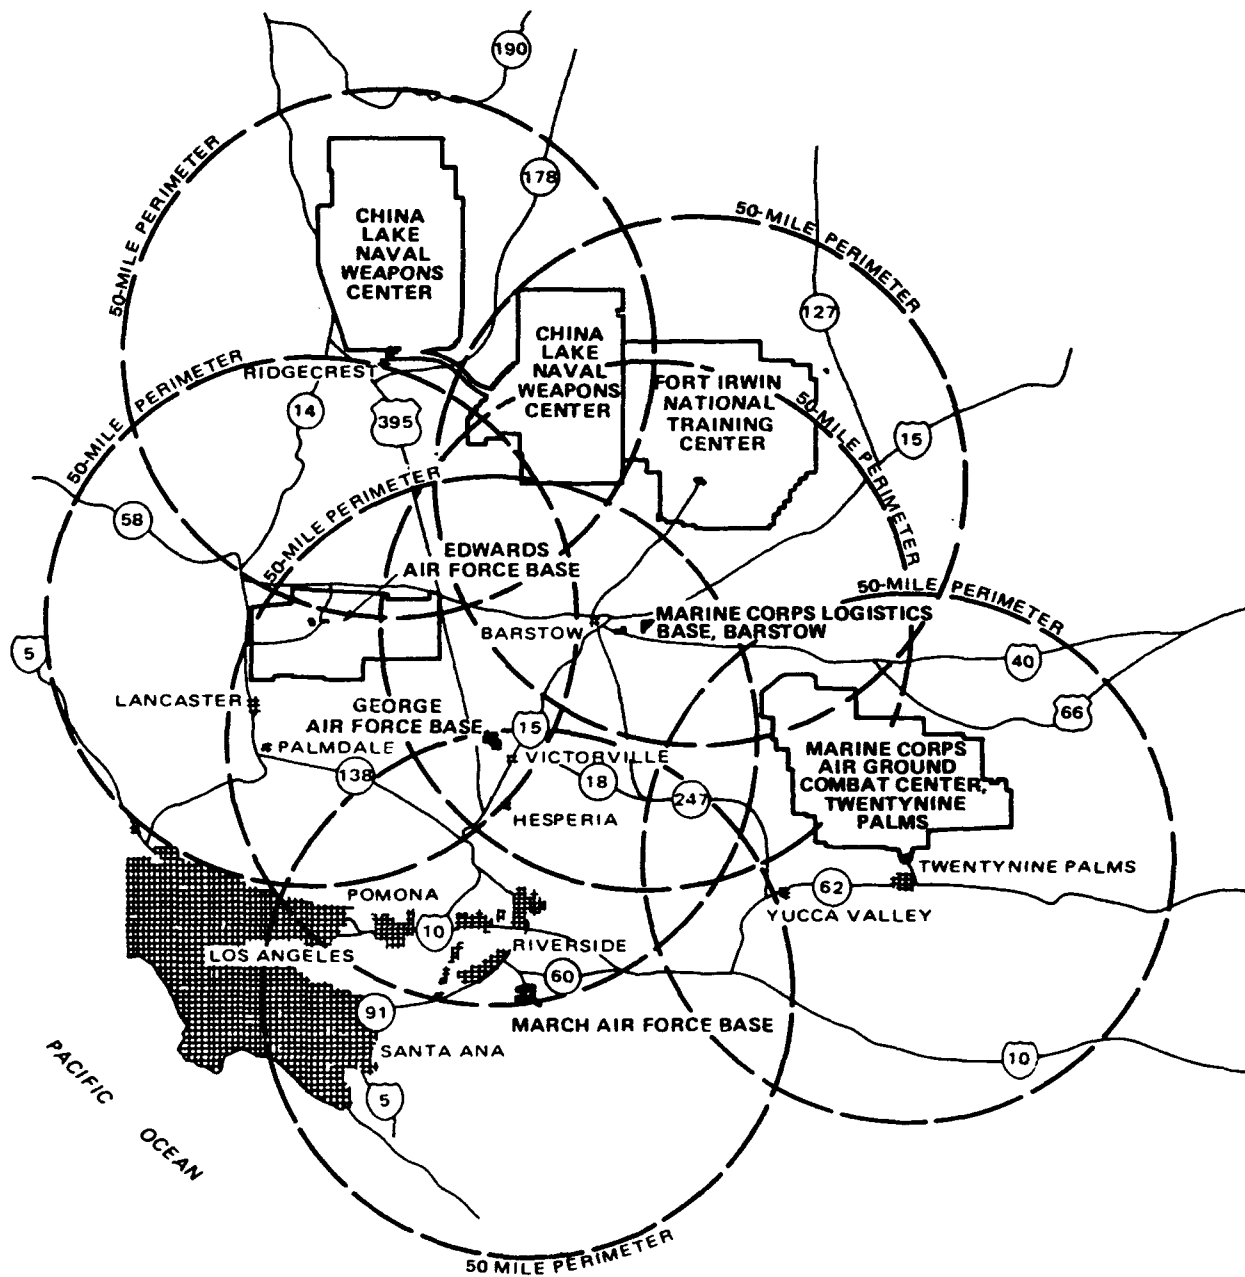 190
50-MILE PERIMETER
178
CHINA
LAKE
NAVAL
WEAPONS
CENTER
50-MILE PERIMETER
127
CHINA
LAKE
NAVAL
WEAPONS
CENTER
50-MILE PERIMETER
RIDGECREST
14
395
FORT IRWIN
NATIONAL
TRAINING
CENTER
50-MILE PERIMETER
15
58
50-MILE PERIMETER
EDWARDS
AIR FORCE BASE
50-MILE PERIMETER
MARINE CORPS LOGISTICS
BASE, BARSTOW
BARSTOW
5
40
66
LANCASTER
GEORGE
AIR FORCE BASE
15
PALMDALE
138
VICTORVILLE
18
247
HESPERIA
MARINE CORPS
AIR GROUND
COMBAT CENTER,
TWENTYNINE
PALMS
TWENTYNINE PALMS
62
YUCCA VALLEY
POMONA
10
LOS ANGELES
RIVERSIDE
60
91
MARCH AIR FORCE BASE
SANTA ANA
5
10
PACIFIC
OCEAN
50 MILE PERIMETER